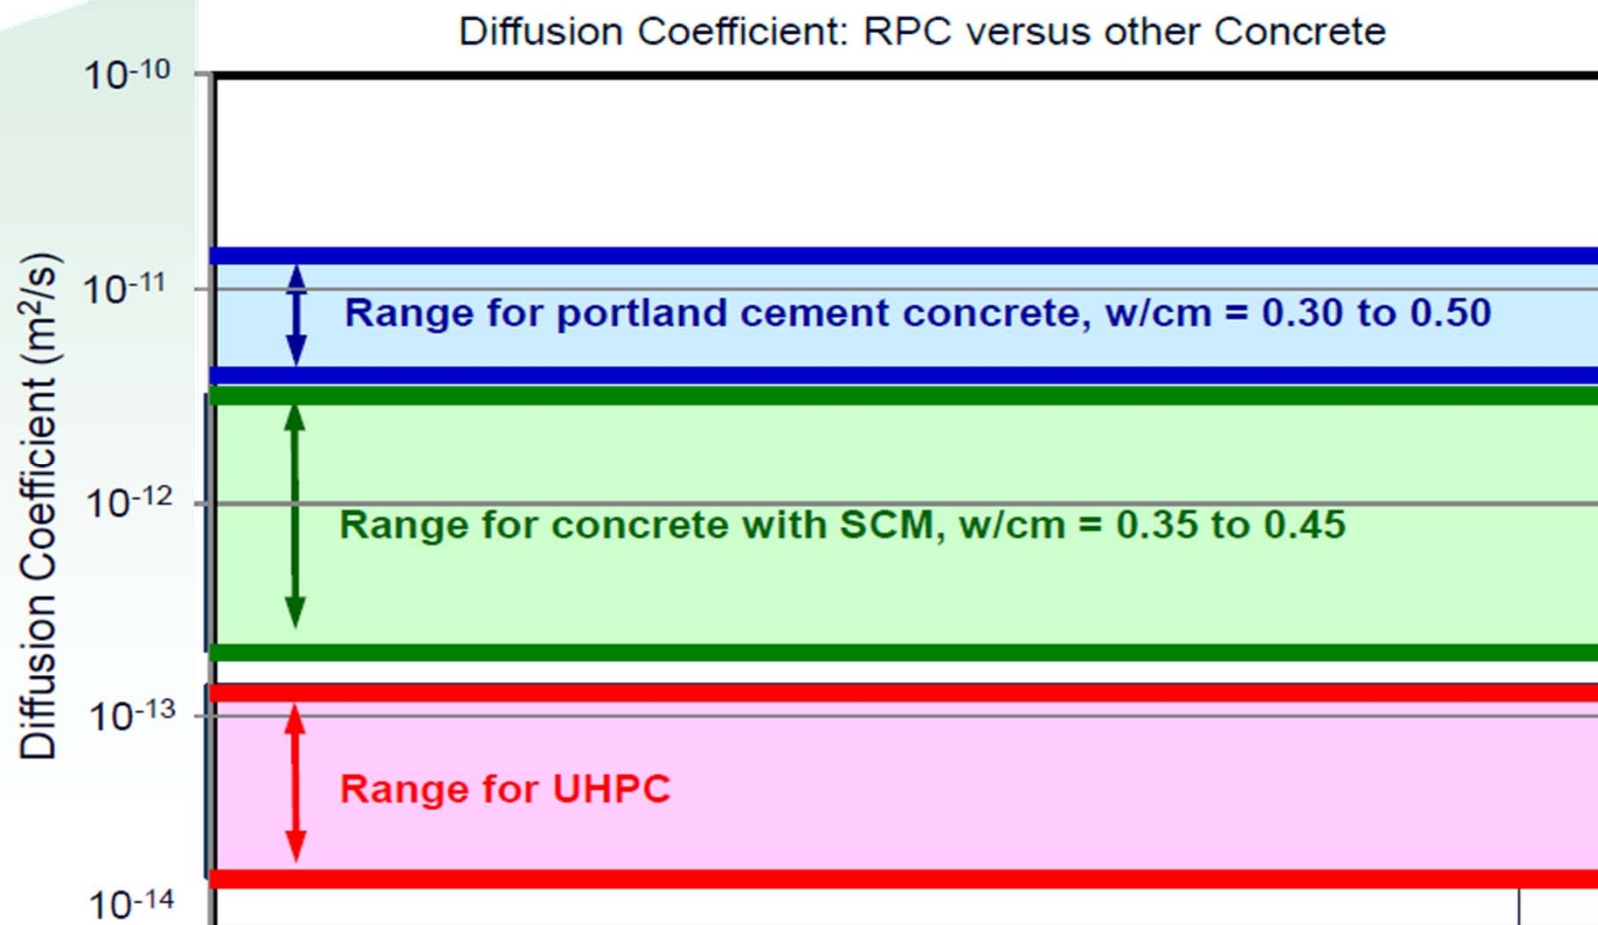 Diffusion Coefficient: RPC versus other Concrete
Diffusion Coefficient (m²/s)
10⁻¹⁰
10⁻¹¹
Range for portland cement concrete, w/cm = 0.30 to 0.50
10⁻¹²
Range for concrete with SCM, w/cm = 0.35 to 0.45
10⁻¹³
Range for UHPC
10⁻¹⁴